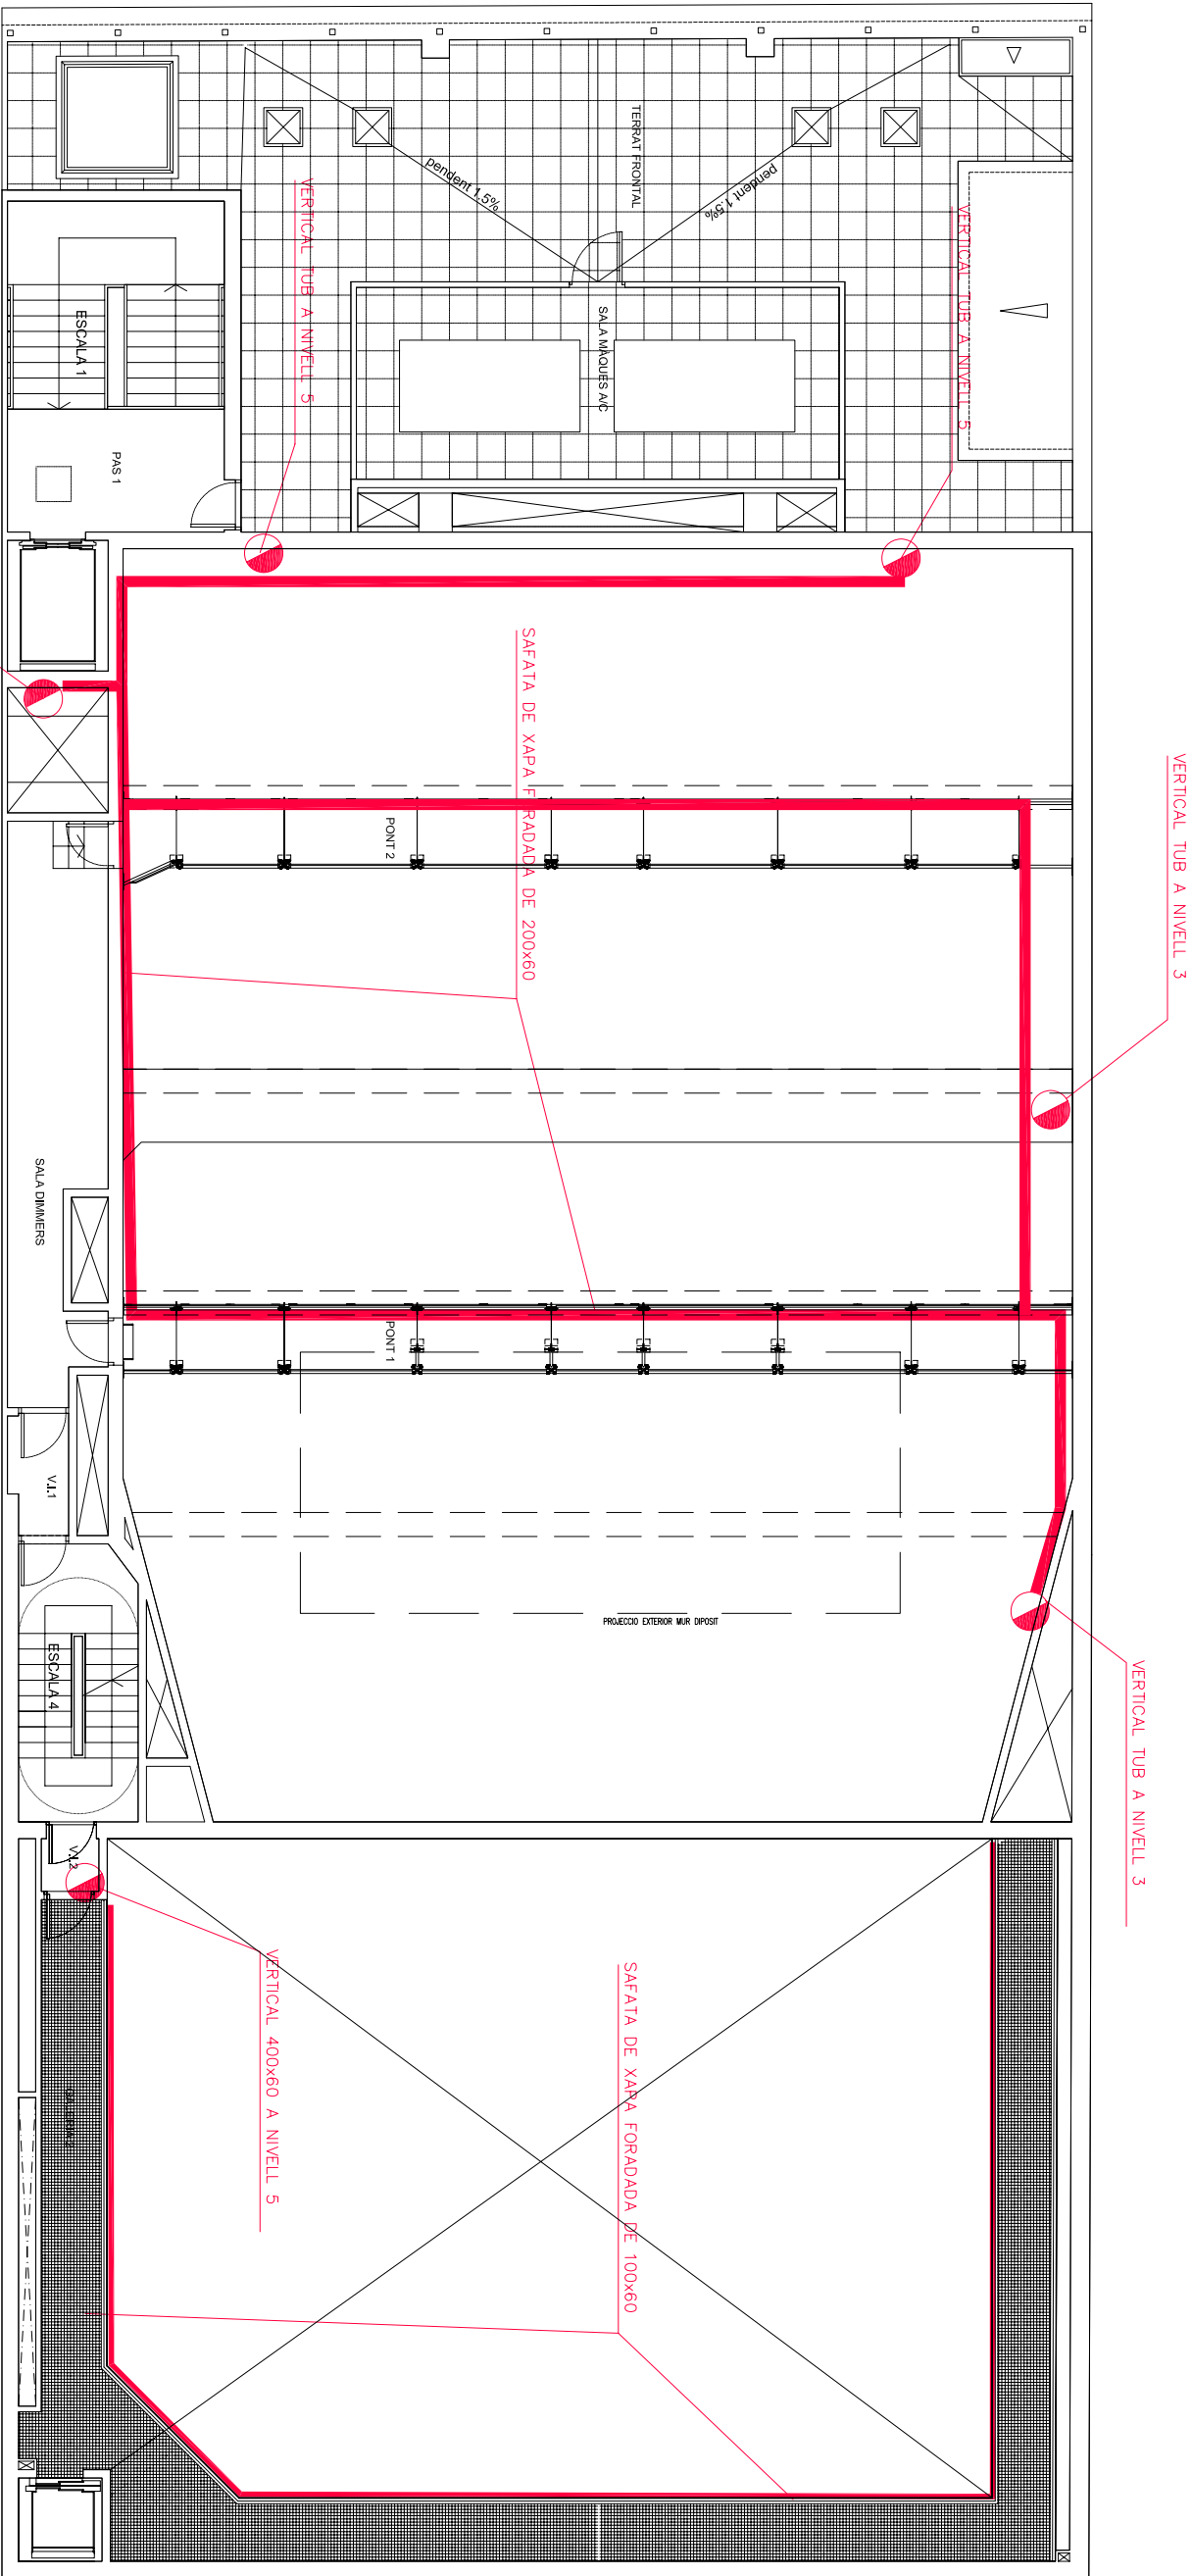 TERRAT FRONTAL
pendent 1.5%
pendent 1.5%
VERTICAL TUB A NIVELL 5
VERTICAL TUB A NIVELL 5
ESCALA 1
SALA MÀQUES A/C
PAS 1
SAFATA DE XAPA FORADADA DE 200x60
VERTICAL TUB A NIVELL 3
PONT 2
SALA DIMMERS
PONT 1
V.I.1
PROJECCIO EXTERIOR MUR DIPOSIT
ESCALA 4
VERTICAL TUB A NIVELL 3
V.I.2
VERTICAL 400x60 A NIVELL 5
SAFATA DE XAPA FORADADA DE 100x60